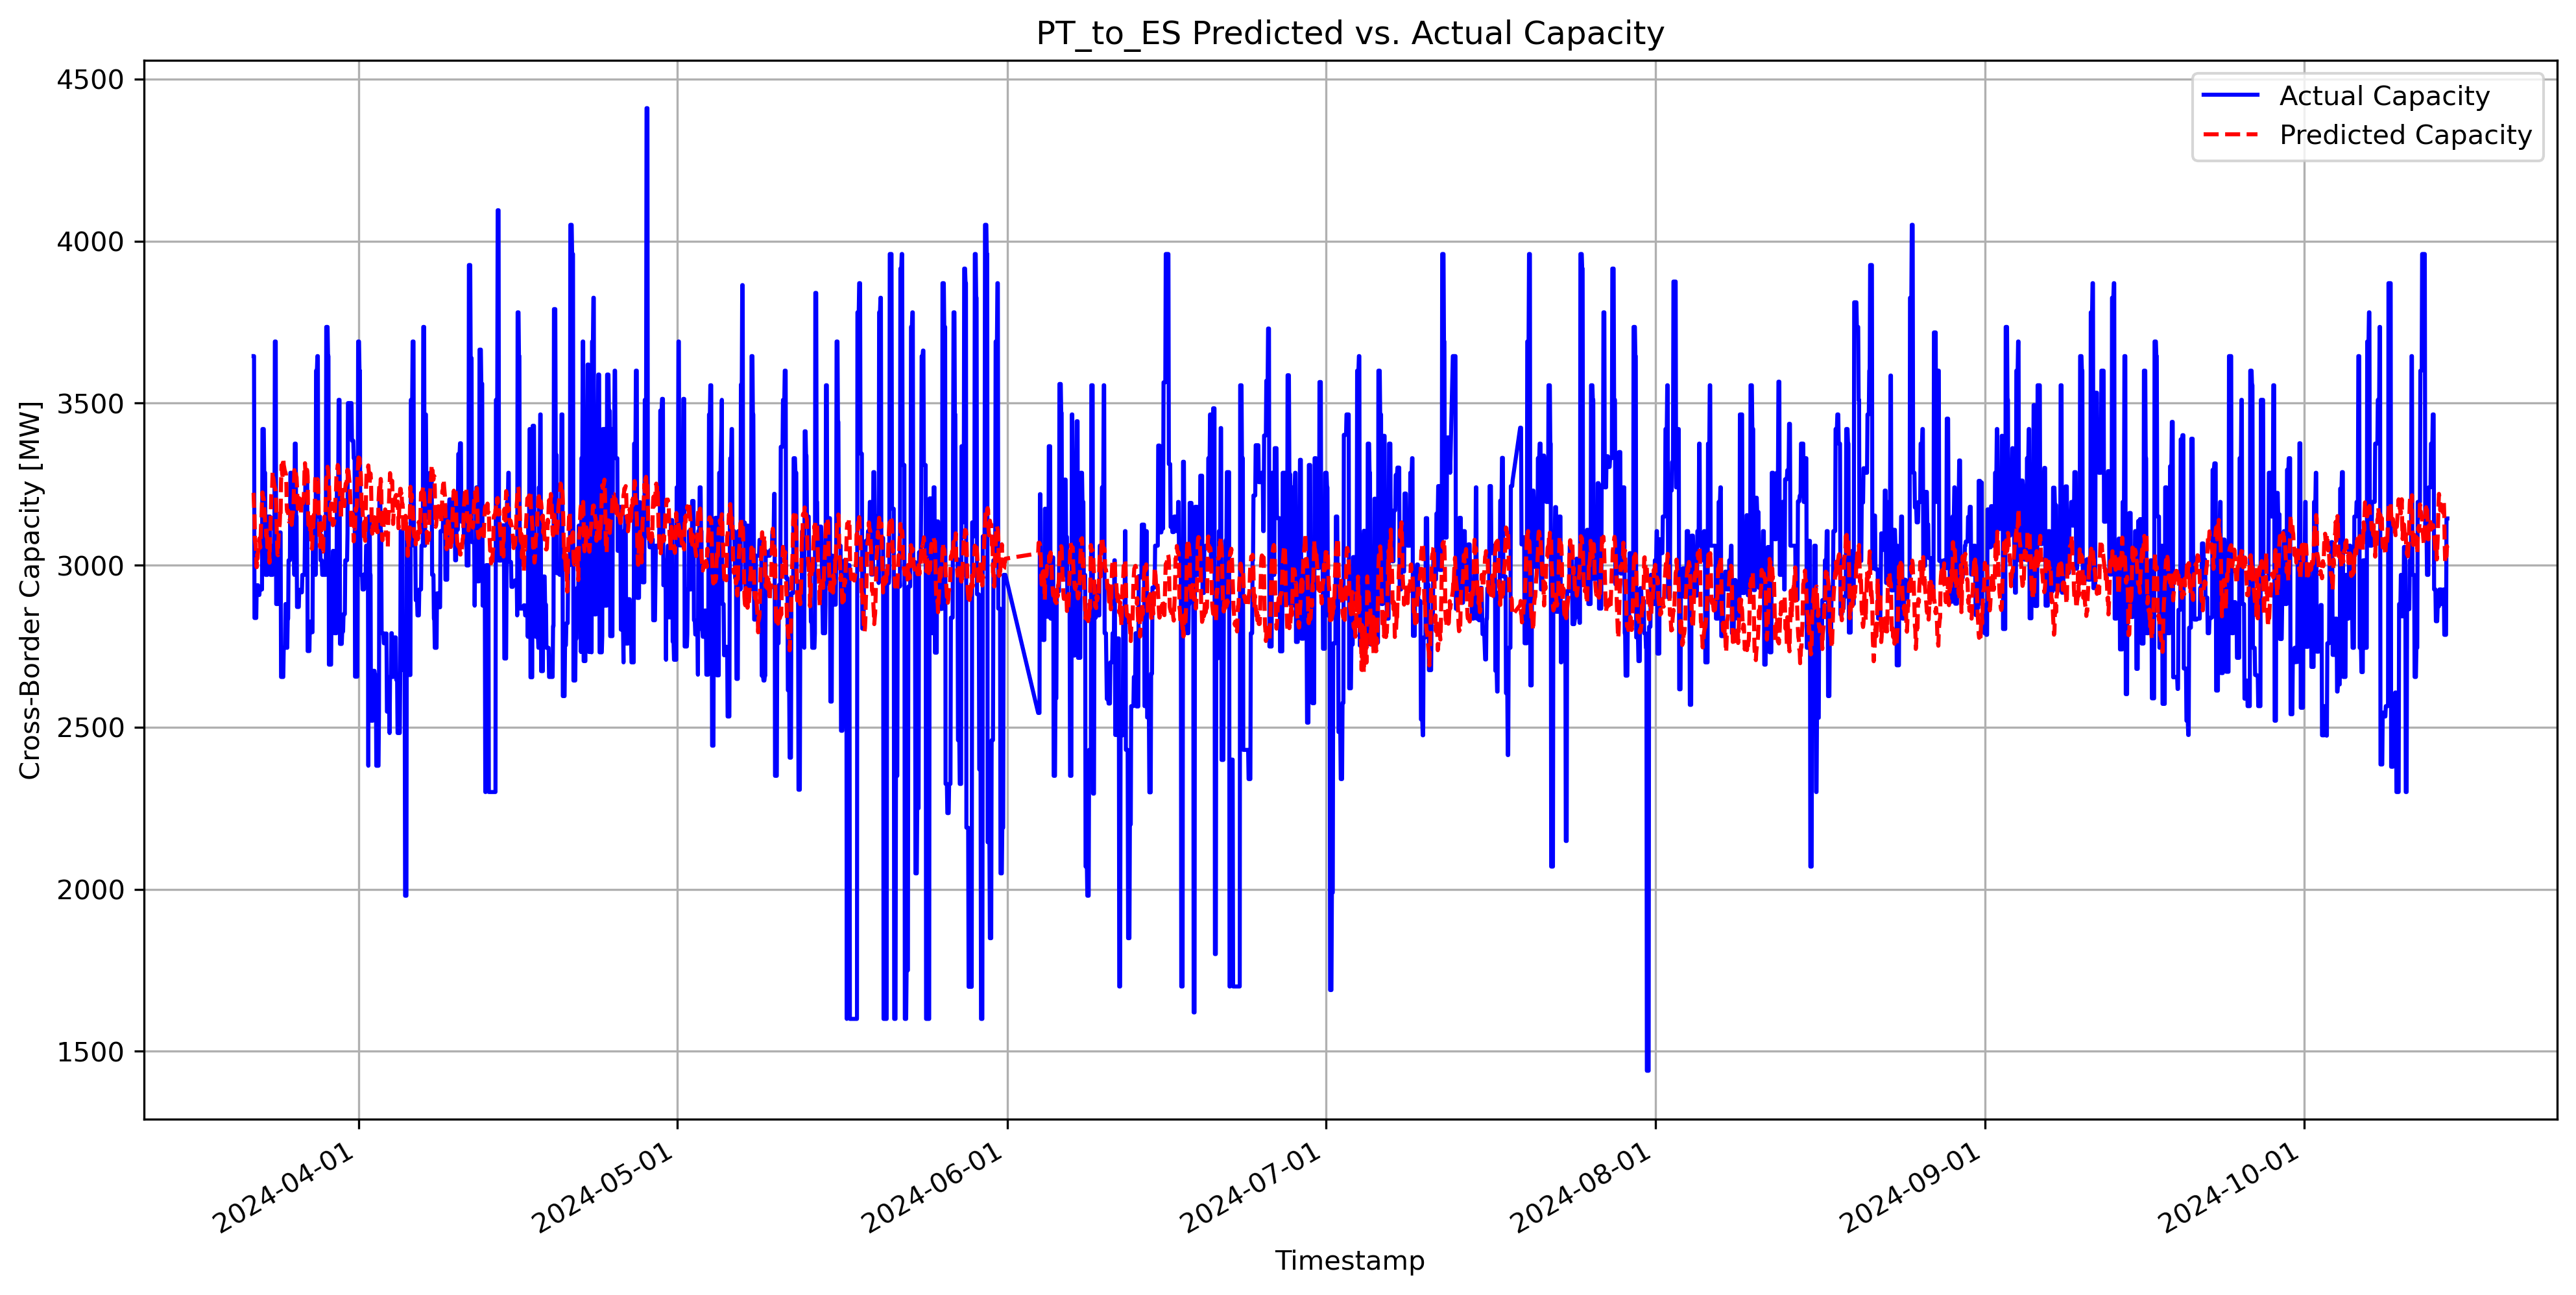 PT_to_ES Predicted vs. Actual Capacity
Actual Capacity
Predicted Capacity
Cross-Border Capacity [MW]
4500
4000
3500
3000
2500
2000
1500
2024-04-01
2024-05-01
2024-06-01
2024-07-01
2024-08-01
2024-09-01
2024-10-01
Timestamp